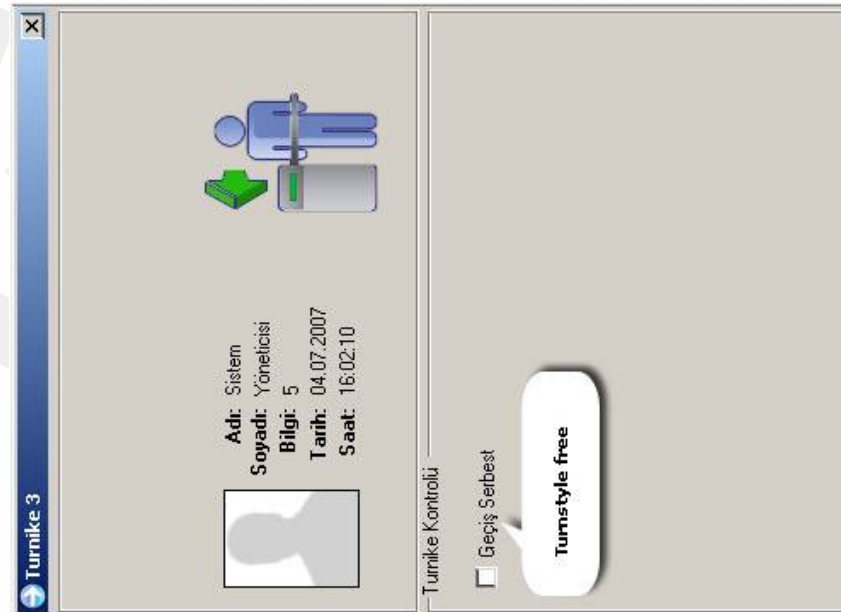 Turnike 3
Adı: Sistem
Soyadı: Yöneticisi
Bilgi: 5
Tarih: 04.07.2007
Saat: 16:02:10
Turnike Kontrolü
Geçiş Serbest
Turnstyle free